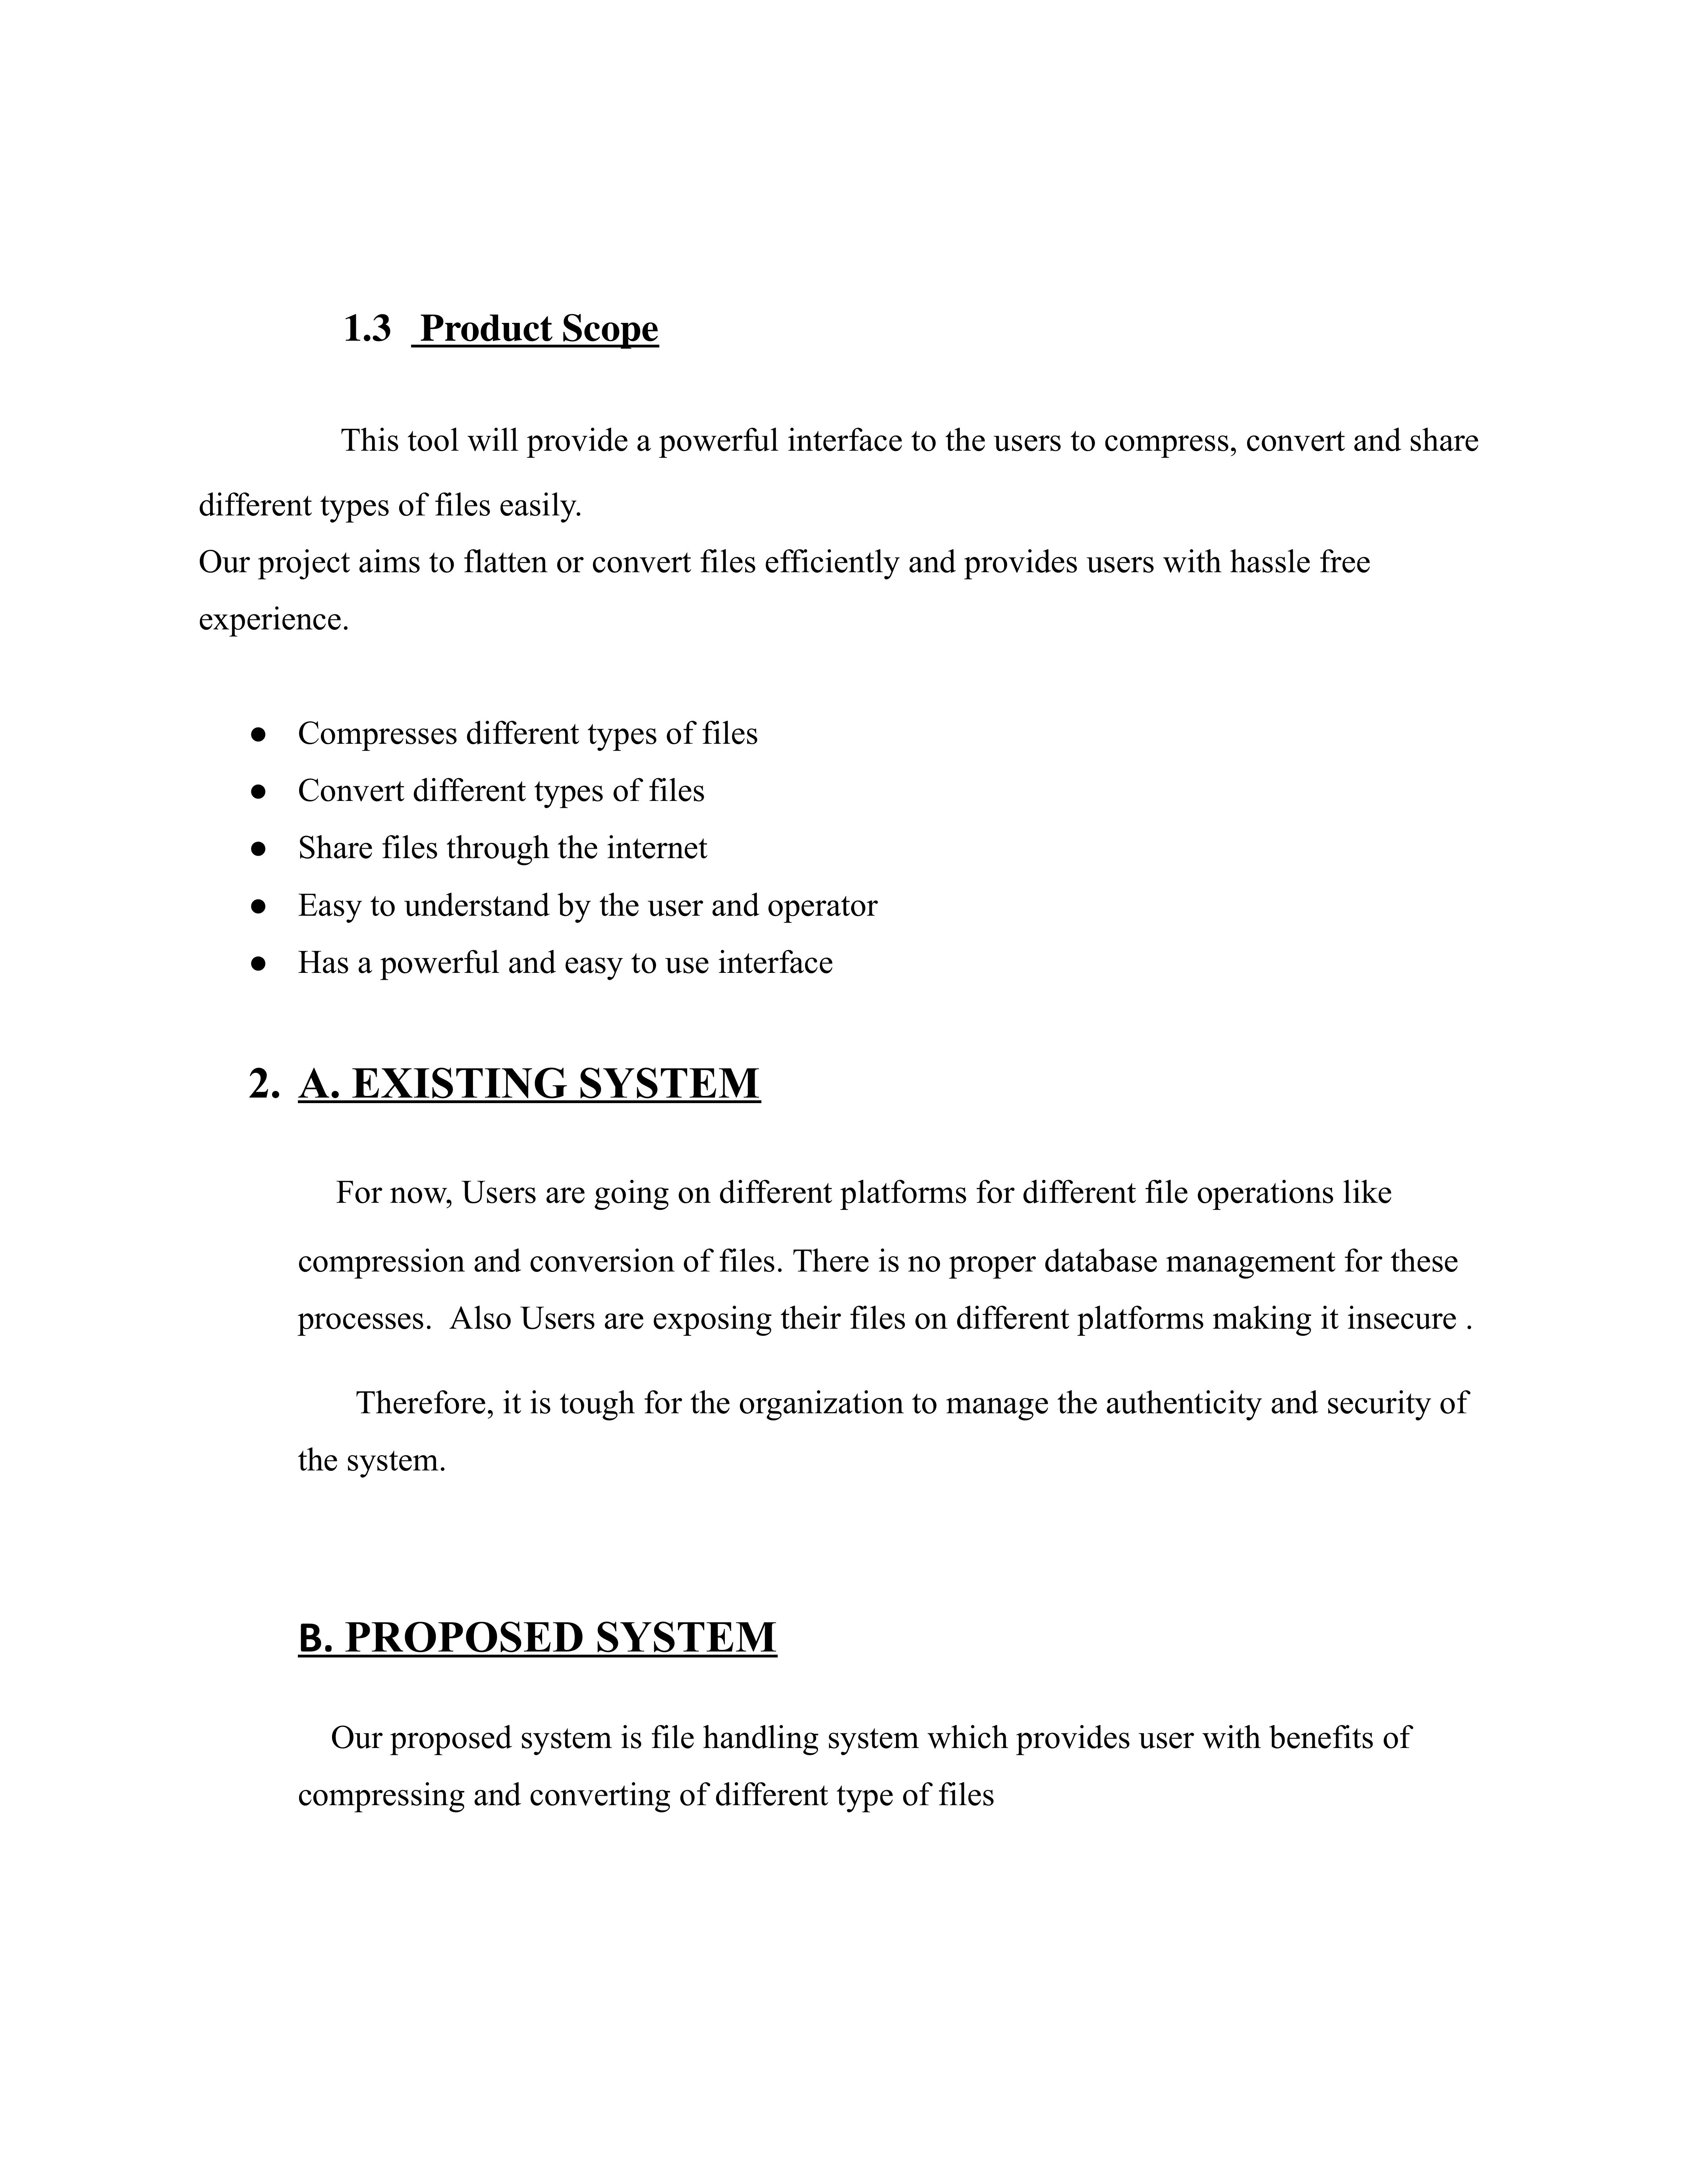 1.3 Product Scope
This tool will provide a powerful interface to the users to compress, convert and share
different types of files easily.
Our project aims to flatten or convert files efficiently and provides users with hassle free
experience.
● Compresses different types of files
● Convert different types of files
● Share files through the internet
● Easy to understand by the user and operator
● Has a powerful and easy to use interface
2. A. EXISTING SYSTEM
For now, Users are going on different platforms for different file operations like
compression and conversion of files. There is no proper database management for these
processes. Also Users are exposing their files on different platforms making it insecure .
Therefore, it is tough for the organization to manage the authenticity and security of
the system.
B. PROPOSED SYSTEM
Our proposed system is file handling system which provides user with benefits of
compressing and converting of different type of files